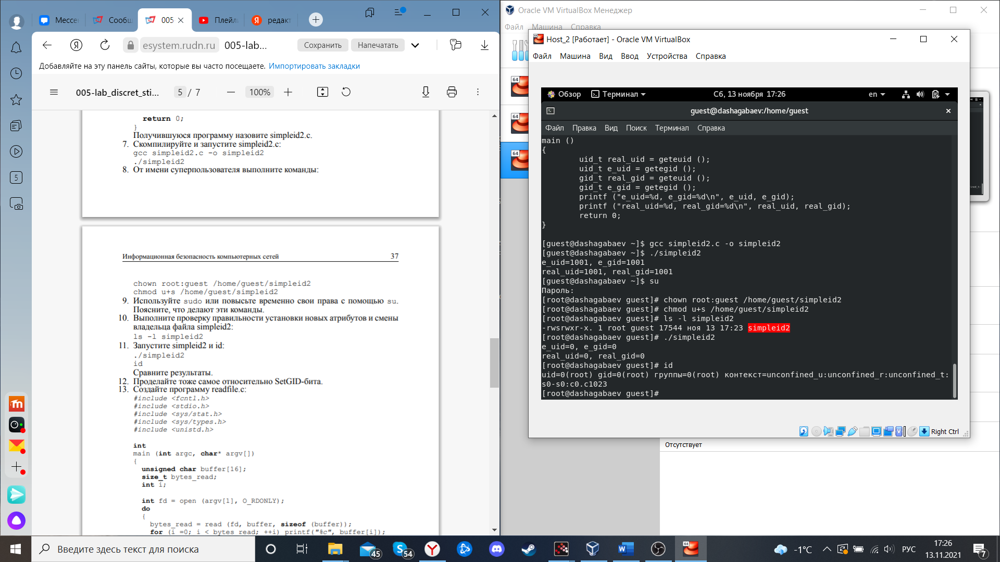 Мессе
Сообщ
005
Плейли
редакт
esystem.rudn.ru
005-lab...
Сохранить
Напечатать
Добавляйте на эту панель сайты, которые вы часто посещаете. Импортировать закладки
005-lab_discret_sti...
5 / 7
100%
return 0;
}
Получившуюся программу назовите simpleid2.c.
7. Скомпилируйте и запустите simpleid2.c:
gcc simpleid2.c -o simpleid2
./simpleid2
8. От имени суперпользователя выполните команды:
Информационная безопасность компьютерных сетей 37
chown root:guest /home/guest/simpleid2
chmod u+s /home/guest/simpleid2
9. Используйте sudo или повысьте временно свои права с помощью su.
Поясните, что делают эти команды.
10. Выполните проверку правильности установки новых атрибутов и смены
владельца файла simpleid2:
ls -l simpleid2
11. Запустите simpleid2 и id:
./simpleid2
id
Сравните результаты.
12. Проделайте тоже самое относительно SetGID-бита.
13. Создайте программу readfile.c:
#include <fcntl.h>
#include <stdio.h>
#include <sys/stat.h>
#include <sys/types.h>
#include <unistd.h>
int
main (int argc, char* argv[])
{
unsigned char buffer[16];
size_t bytes_read;
int i;
int fd = open (argv[1], O_RDONLY);
do
{
bytes_read = read (fd, buffer, sizeof (buffer));
for (i =0; i < bytes_read; ++i) printf("%c", buffer[i]);
Oracle VM VirtualBox Менеджер
Файл Машина Справка
Host_2 [Работает] - Oracle VM VirtualBox
Файл Машина Вид Ввод Устройства Справка
Обзор
Терминал
Сб, 13 ноября 17:26
en
guest@dashagabaev:/home/guest
Файл Правка Вид Поиск Терминал Справка
main ()
{
uid_t real_uid = geteuid ();
uid_t e_uid = getegid ();
gid_t real_gid = geteuid ();
gid_t e_gid = getegid ();
printf ("e_uid=%d, e_gid=%d\n", e_uid, e_gid);
printf ("real_uid=%d, real_gid=%d\n", real_uid, real_gid);
return 0;
}
[guest@dashagabaev ~]$ gcc simpleid2.c -o simpleid2
[guest@dashagabaev ~]$ ./simpleid2
e_uid=1001, e_gid=1001
real_uid=1001, real_gid=1001
[guest@dashagabaev ~]$ su
Пароль:
[root@dashagabaev guest]# chown root:guest /home/guest/simpleid2
[root@dashagabaev guest]# chmod u+s /home/guest/simpleid2
[root@dashagabaev guest]# ls -l simpleid2
-rwsrwxr-x. 1 root guest 17544 ноя 13 17:23 simpleid2
[root@dashagabaev guest]# ./simpleid2
e_uid=0, e_gid=0
real_uid=0, real_gid=0
[root@dashagabaev guest]# id
uid=0(root) gid=0(root) группы=0(root) контекст=unconfined_u:unconfined_r:unconfined_t:
s0-s0:c0.c1023
[root@dashagabaev guest]#
Right Ctrl
Отсутствует
5
64
64
64
Введите здесь текст для поиска
45
54
-1°C
РУС
17:26
13.11.2021
7